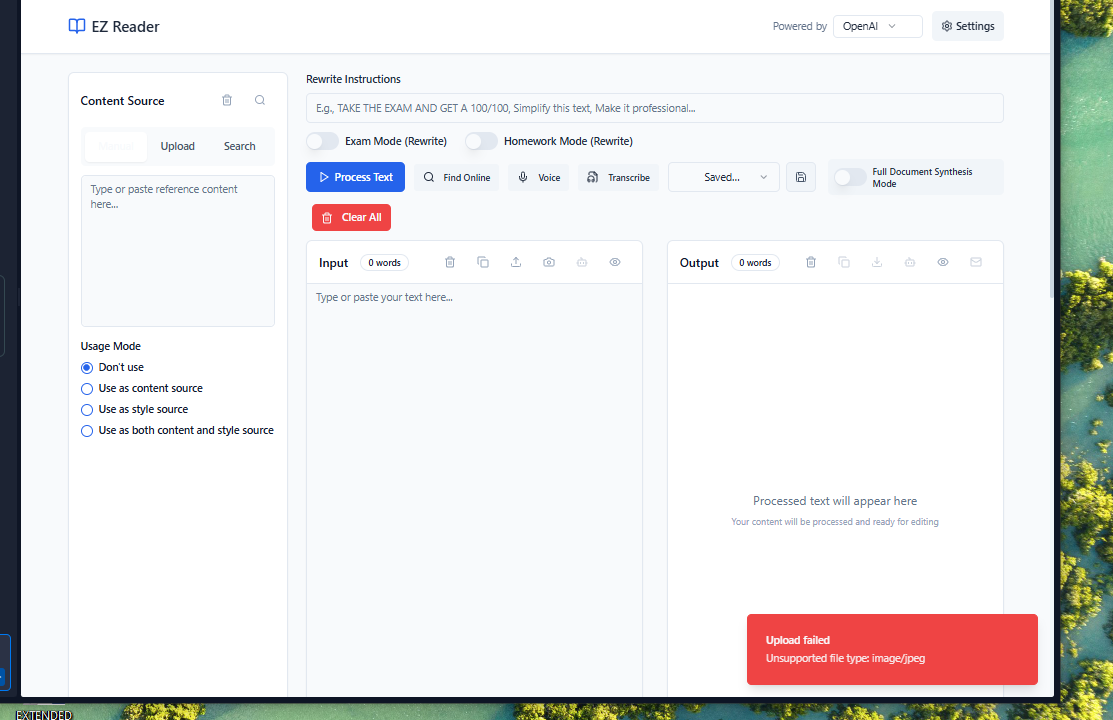 EZ Reader
Powered by
OpenAI
Settings
Content Source
Upload
Search
Type or paste reference content
here...
Usage Mode
Don't use
Use as content source
Use as style source
Use as both content and style source
Rewrite Instructions
E.g., TAKE THE EXAM AND GET A 100/100, Simplify this text, Make it professional...
Exam Mode (Rewrite)
Homework Mode (Rewrite)
Process Text
Find Online
Voice
Transcribe
Saved...
Full Document Synthesis
Mode
Clear All
Input
0 words
Type or paste your text here...
Output
0 words
Processed text will appear here
Your content will be processed and ready for editing
Upload failed
Unsupported file type: image/jpeg
EXTENDED